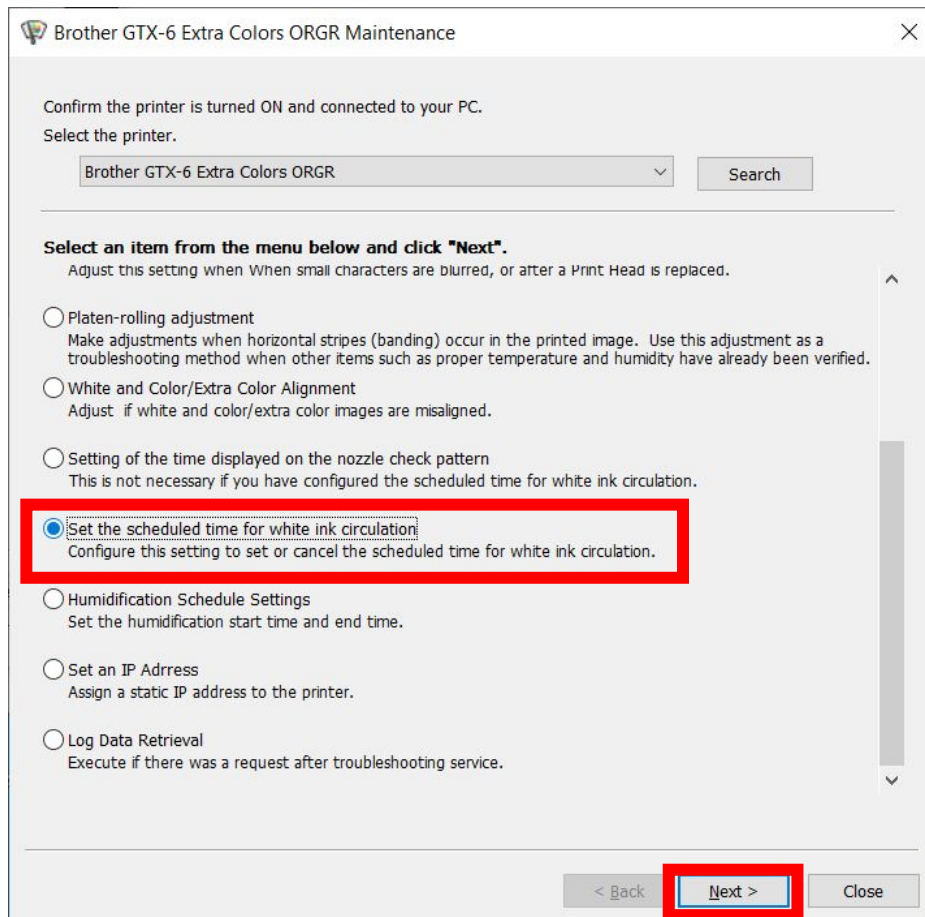 Brother GTX-6 Extra Colors ORGR Maintenance
Confirm the printer is turned ON and connected to your PC.
Select the printer.
Brother GTX-6 Extra Colors ORGR
Search
Select an item from the menu below and click "Next".
Adjust this setting when When small characters are blurred, or after a Print Head is replaced.
Platen-rolling adjustment
Make adjustments when horizontal stripes (banding) occur in the printed image. Use this adjustment as a
troubleshooting method when other items such as proper temperature and humidity have already been verified.
White and Color/Extra Color Alignment
Adjust if white and color/extra color images are misaligned.
Setting of the time displayed on the nozzle check pattern
This is not necessary if you have configured the scheduled time for white ink circulation.
Set the scheduled time for white ink circulation
Configure this setting to set or cancel the scheduled time for white ink circulation.
Humidification Schedule Settings
Set the humidification start time and end time.
Set an IP Adrress
Assign a static IP address to the printer.
Log Data Retrieval
Execute if there was a request after troubleshooting service.
< Back
Next >
Close